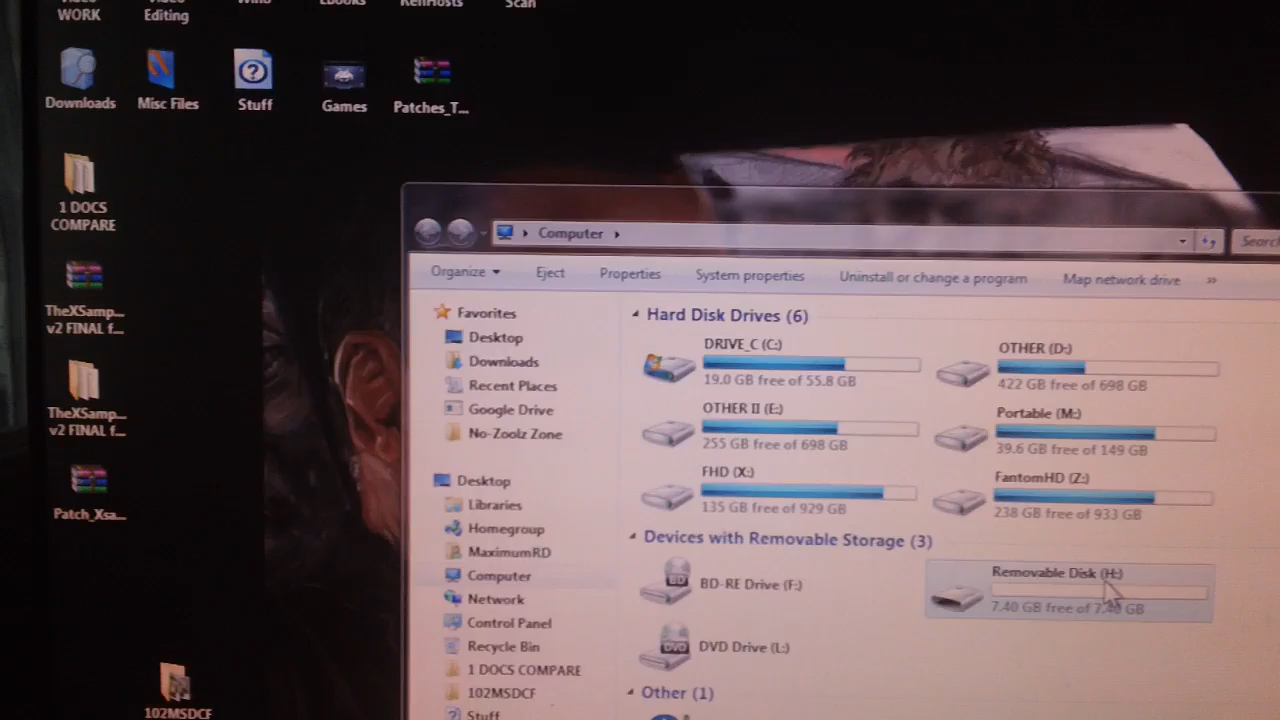 WORK
Editing
Scan
Downloads
Misc Files
Stuff
Games
Patches_T...
1 DOCS
COMPARE
TheXSamp...
v2 FINAL f...
TheXSamp...
v2 FINAL f...
Patch_Xsa...
102MSDCF
Computer
Search
Organize
Eject
Properties
System properties
Uninstall or change a program
Map network drive
»
Favorites
Desktop
Downloads
Recent Places
Google Drive
No-Zoolz Zone
Desktop
Libraries
Homegroup
MaximumRD
Computer
Network
Control Panel
Recycle Bin
1 DOCS COMPARE
102MSDCF
Stuff
Hard Disk Drives (6)
DRIVE_C (C:)
19.0 GB free of 55.8 GB
OTHER (D:)
422 GB free of 698 GB
OTHER II (E:)
255 GB free of 698 GB
Portable (M:)
39.6 GB free of 149 GB
FHD (X:)
135 GB free of 929 GB
FantomHD (Z:)
238 GB free of 933 GB
Devices with Removable Storage (3)
BD
BD-RE Drive (F:)
Removable Disk (H:)
7.40 GB free of 7.40 GB
DVD
DVD Drive (L:)
Other (1)